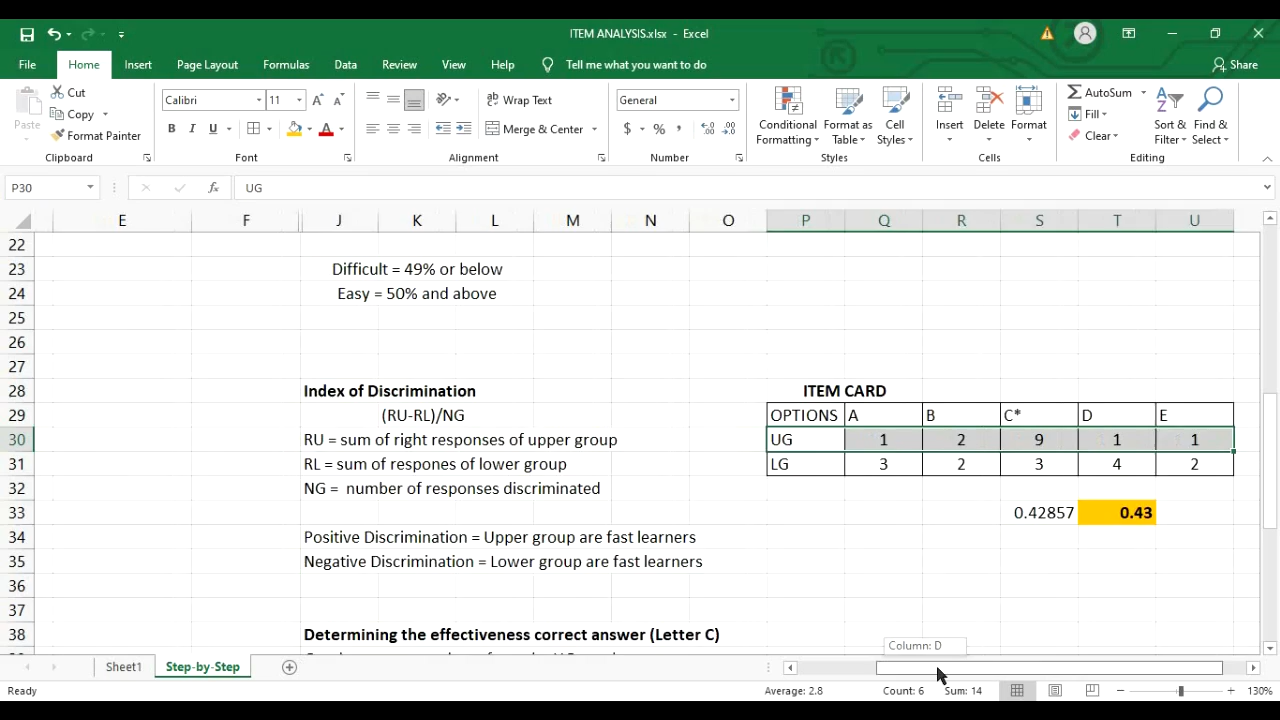 ITEM ANALYSIS.xlsx - Excel
File Home Insert Page Layout Formulas Data Review View Help Tell me what you want to do Share
Paste
Cut
Copy
Format Painter
Clipboard
Calibri 11
B I U
Font
Wrap Text
Merge & Center
Alignment
General
$ % ,
Number
Conditional Formatting
Format as Table
Cell Styles
Styles
Insert Delete Format
Cells
AutoSum
Fill
Clear
Sort & Filter
Find & Select
Editing
P30 fx UG
E F J K L M N O P Q R S T U
22
23 Difficult = 49% or below
24 Easy = 50% and above
25
26
27
28 Index of Discrimination ITEM CARD
29 (RU-RL)/NG OPTIONS A B C* D E
30 RU = sum of right responses of upper group UG 1 2 9 1 1
31 RL = sum of respones of lower group LG 3 2 3 4 2
32 NG = number of responses discriminated
33 0.42857 0.43
34 Positive Discrimination = Upper group are fast learners
35 Negative Discrimination = Lower group are fast learners
36
37
38 Determining the effectiveness correct answer (Letter C)
Column: D
Sheet1 Step-by-Step
Ready Average: 2.8 Count: 6 Sum: 14 130%